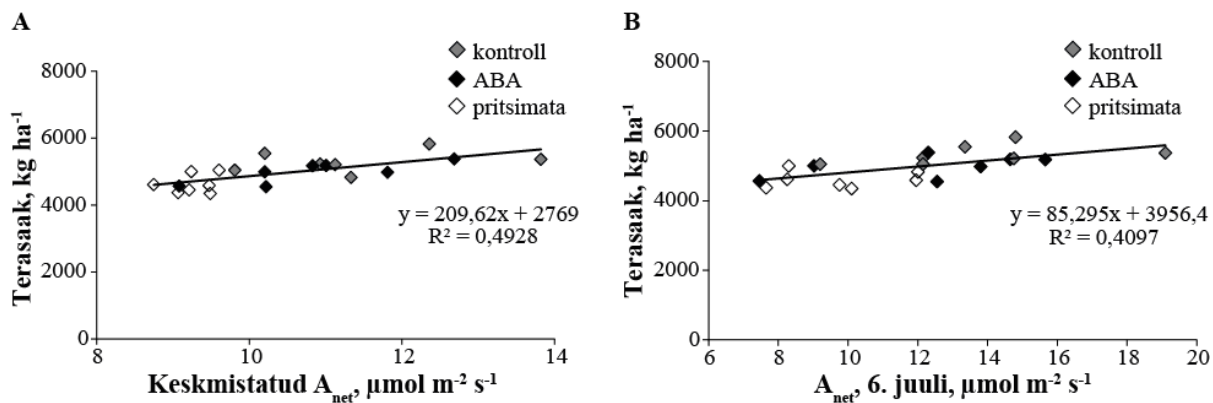 A
kontroll
ABA
pritsimata
8000
6000
4000
2000
0
Terasaak, kg ha⁻¹
y = 209,62x + 2769
R² = 0,4928
8 10 12 14
Keskmistatud Aₙₑₜ, µmol m⁻² s⁻¹
B
kontroll
ABA
pritsimata
8000
6000
4000
2000
0
Terasaak, kg ha⁻¹
y = 85,295x + 3956,4
R² = 0,4097
6 8 10 12 14 16 18 20
Aₙₑₜ, 6. juuli, µmol m⁻² s⁻¹